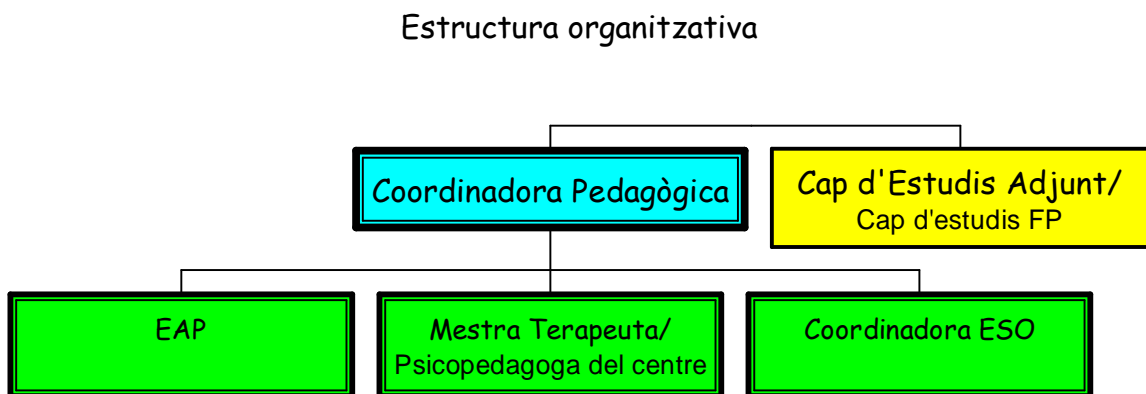 Estructura organitzativa
Coordinadora Pedagògica
Cap d'Estudis Adjunt/
Cap d'estudis FP
EAP
Mestra Terapeuta/
Psicopedagoga del centre
Coordinadora ESO